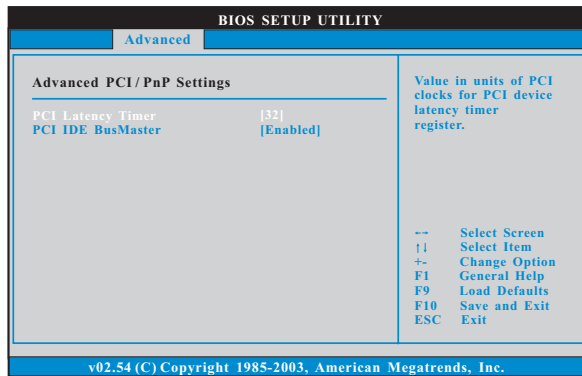 BIOS SETUP UTILITY
Advanced
Advanced PCI / PnP Settings
PCI Latency Timer [32]
PCI IDE BusMaster [Enabled]
Value in units of PCI
clocks for PCI device
latency timer
register.
←→ Select Screen
↑↓ Select Item
+- Change Option
F1 General Help
F9 Load Defaults
F10 Save and Exit
ESC Exit
v02.54 (C) Copyright 1985-2003, American Megatrends, Inc.